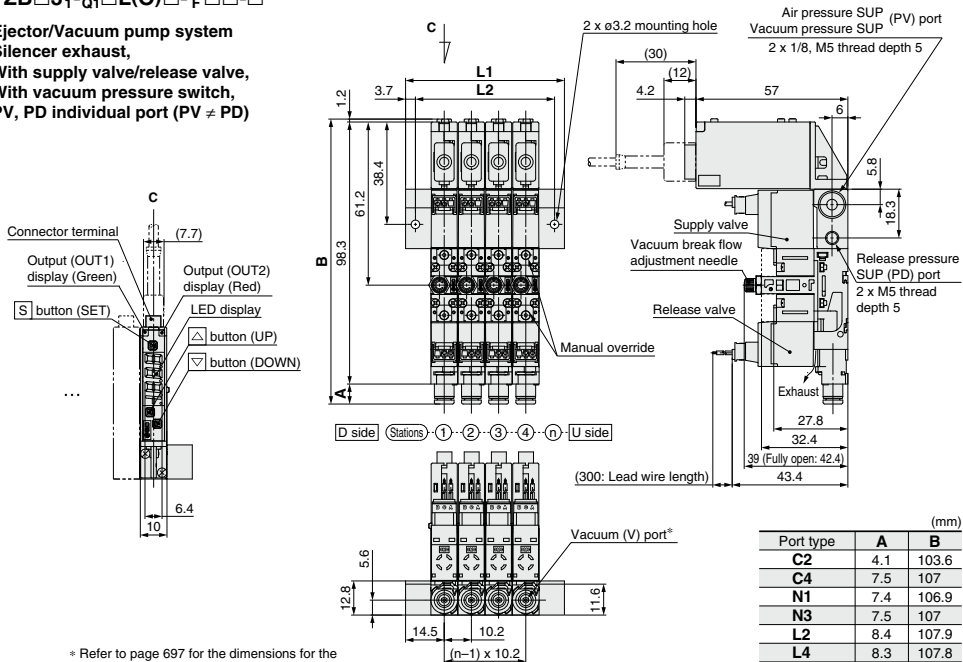 Ejector/Vacuum pump system
Silencer exhaust,
With supply valve/release valve,
With vacuum pressure switch,
PV, PD individual port (PV ≠ PD)
C
2 x ø3.2 mounting hole
Air pressure SUP
Vacuum pressure SUP
(PV) port
2 x 1/8, M5 thread depth 5
L1
L2
3.7
1.2
38.4
61.2
98.3
B
A
(30)
(12)
4.2
57
6
5.8
18.3
Supply valve
Vacuum break flow
adjustment needle
Release valve
Release pressure
SUP (PD) port
2 x M5 thread
depth 5
Exhaust
27.8
32.4
39 (Fully open: 42.4)
43.4
(300: Lead wire length)
Manual override
C
Connector terminal
(7.7)
Output (OUT1)
display (Green)
Output (OUT2)
display (Red)
S button (SET)
LED display
△ button (UP)
▽ button (DOWN)
...
6.4
10
D side
Stations
1 2 3 4 n
U side
Vacuum (V) port*
5.6
12.8
11.6
14.5
10.2
(n–1) x 10.2
(mm)
Port type A B
C2 4.1 103.6
C4 7.5 107
N1 7.4 106.9
N3 7.5 107
L2 8.4 107.9
L4 8.3 107.8
* Refer to page 697 for the dimensions for the